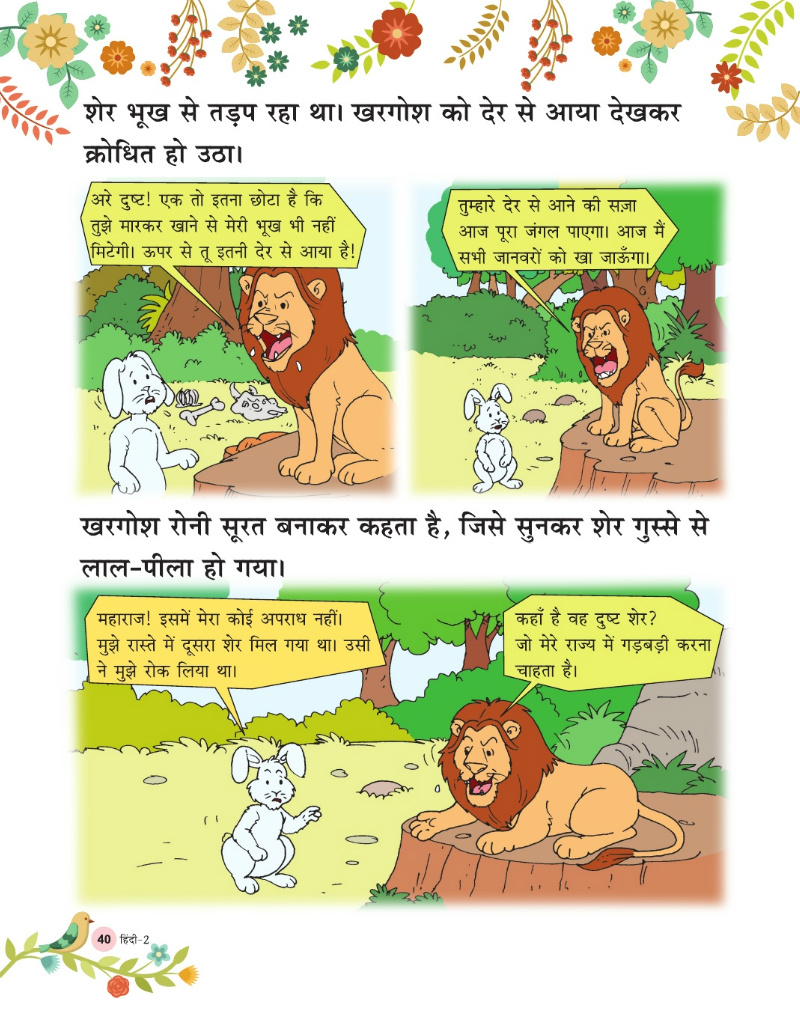 शेर भूख से तड़प रहा था। खरगोश को देर से आया देखकर
क्रोधित हो उठा।
अरे दुष्ट! एक तो इतना छोटा है कि
तुझे मारकर खाने से मेरी भूख भी नहीं
मिटेगी। ऊपर से तू इतनी देर से आया है!
तुम्हारे देर से आने की सज़ा
आज पूरा जंगल पाएगा। आज मैं
सभी जानवरों को खा जाऊँगा।
खरगोश रोनी सूरत बनाकर कहता है, जिसे सुनकर शेर गुस्से से
लाल-पीला हो गया।
महाराज! इसमें मेरा कोई अपराध नहीं।
मुझे रास्ते में दूसरा शेर मिल गया था। उसी
ने मुझे रोक लिया था।
कहाँ है वह दुष्ट शेर?
जो मेरे राज्य में गड़बड़ी करना
चाहता है।
40 हिंदी-2